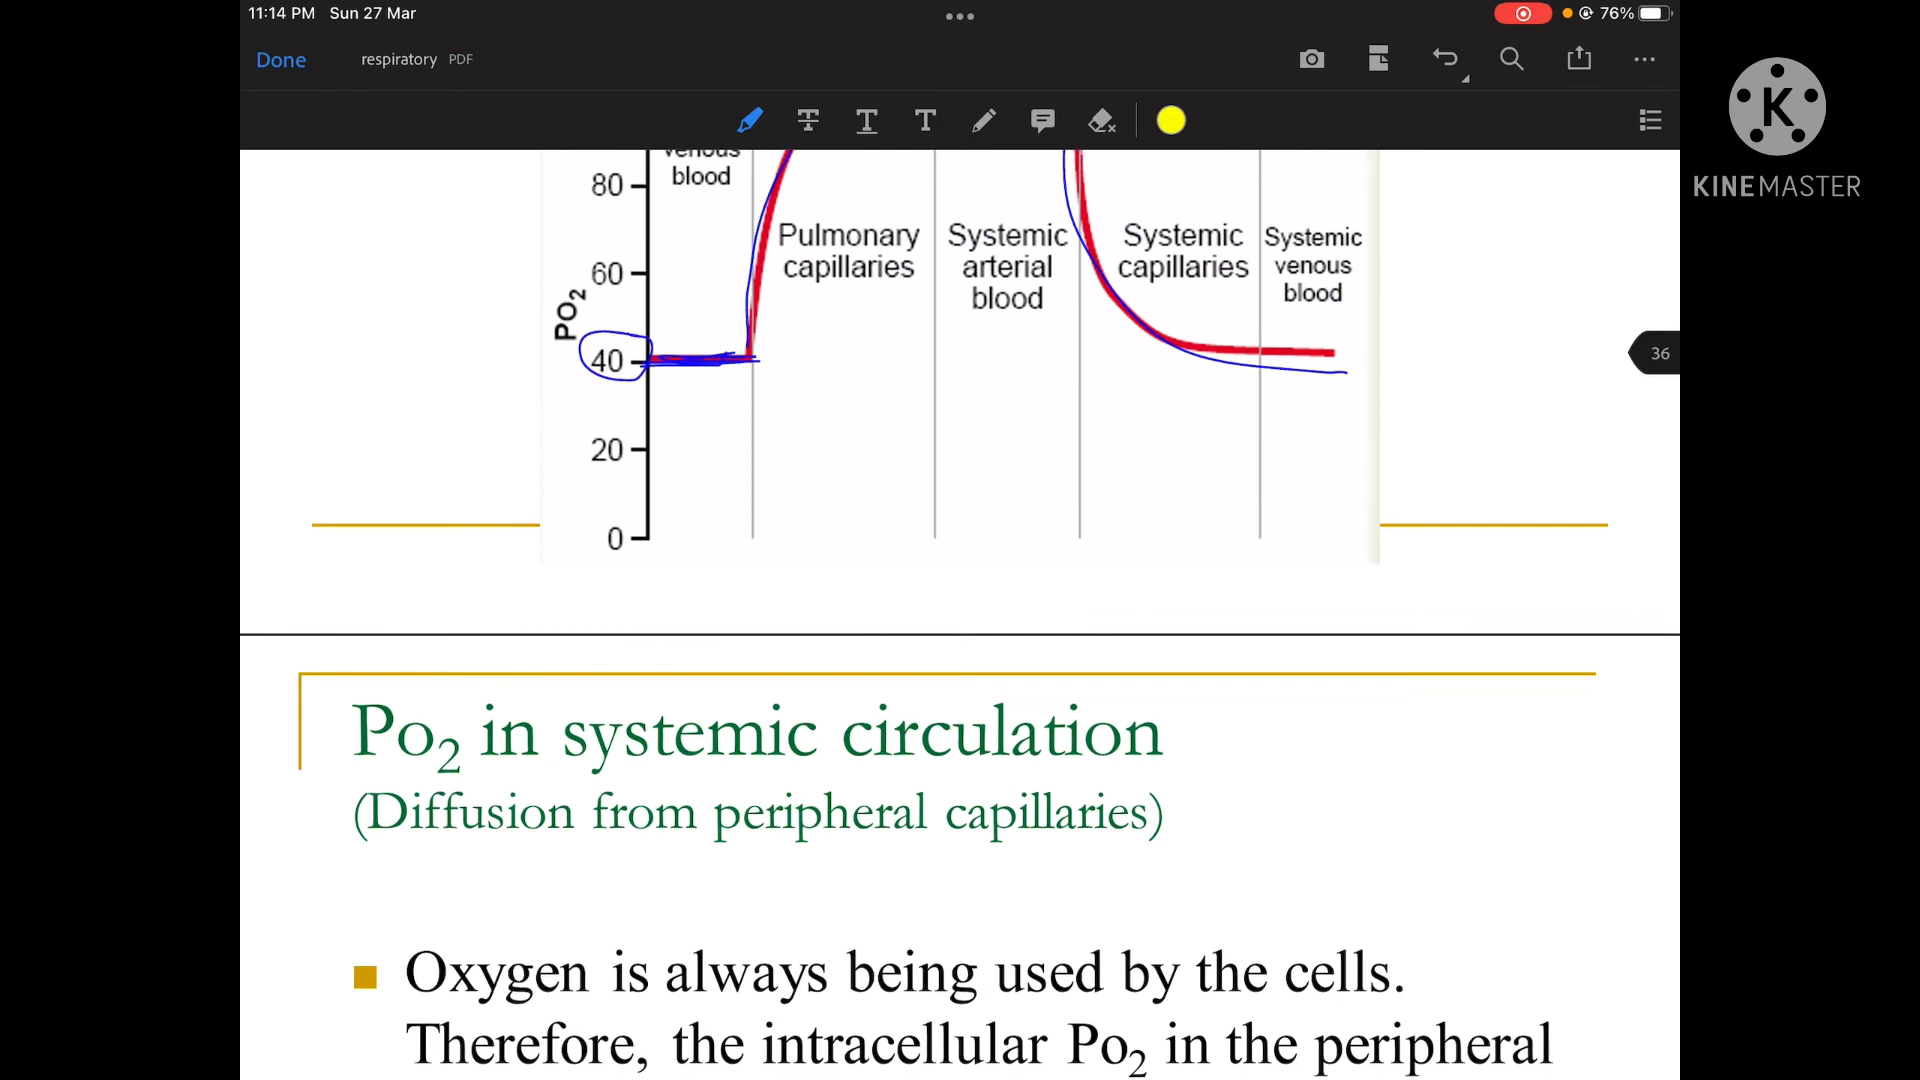 11:14 PM Sun 27 Mar
76%
Done
respiratory PDF
K
KINEMASTER
venous
blood
80
60
40
20
0
PO2
Pulmonary
capillaries
Systemic
arterial
blood
Systemic
capillaries
Systemic
venous
blood
36
Po2 in systemic circulation
(Diffusion from peripheral capillaries)
Oxygen is always being used by the cells.
Therefore, the intracellular Po2 in the peripheral